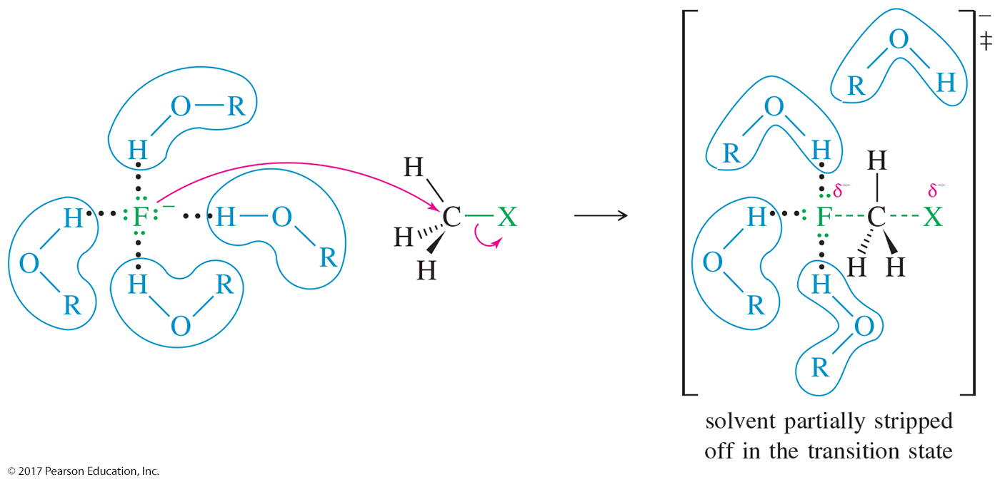 O—R
H
H
F
−
H—O
O
R
R
H
R
O
H
H
C—X
H
−
‡
O
R
H
O
R
H
H
δ−
δ−
H
F---C---X
O
H
H
R
H
O
R
solvent partially stripped
off in the transition state
© 2017 Pearson Education, Inc.